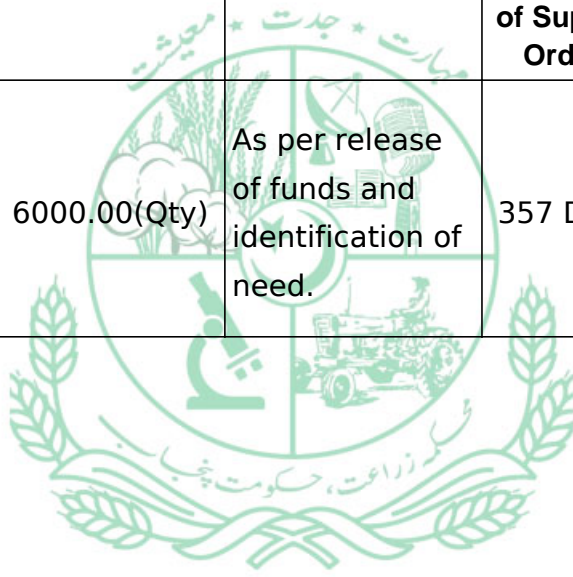 مہارت ★ جدت ★ معیشت
of Sup
Ord
6000.00(Qty)
As per release
of funds and
identification of
need.
357 D
محکمہ زراعت، حکومت پنجاب